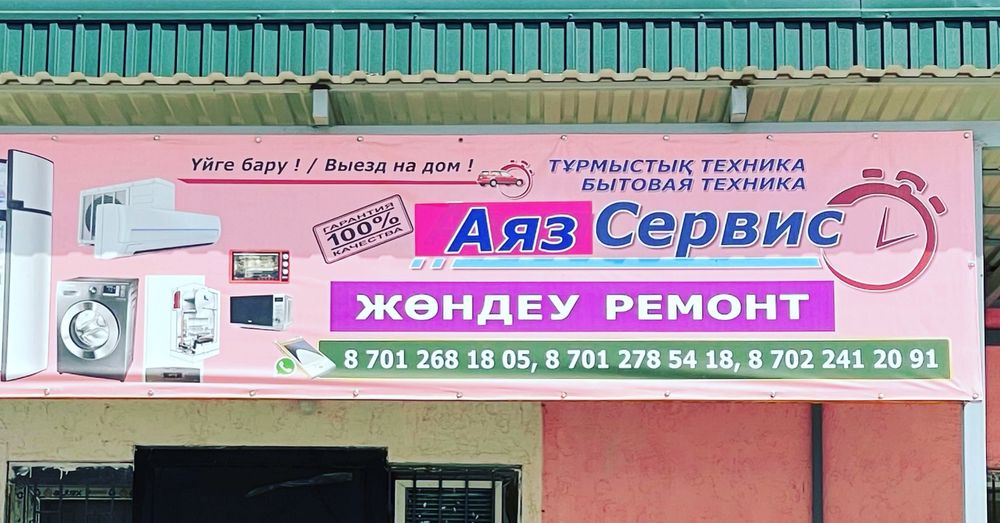 Үйге бару ! / Выезд на дом !
ТҰРМЫСТЫҚ ТЕХНИКА
БЫТОВАЯ ТЕХНИКА
ГАРАНТИЯ
100%
КАЧЕСТВА
Аяз Сервис
ЖӨНДЕУ РЕМОНТ
8 701 268 18 05, 8 701 278 54 18, 8 702 241 20 91